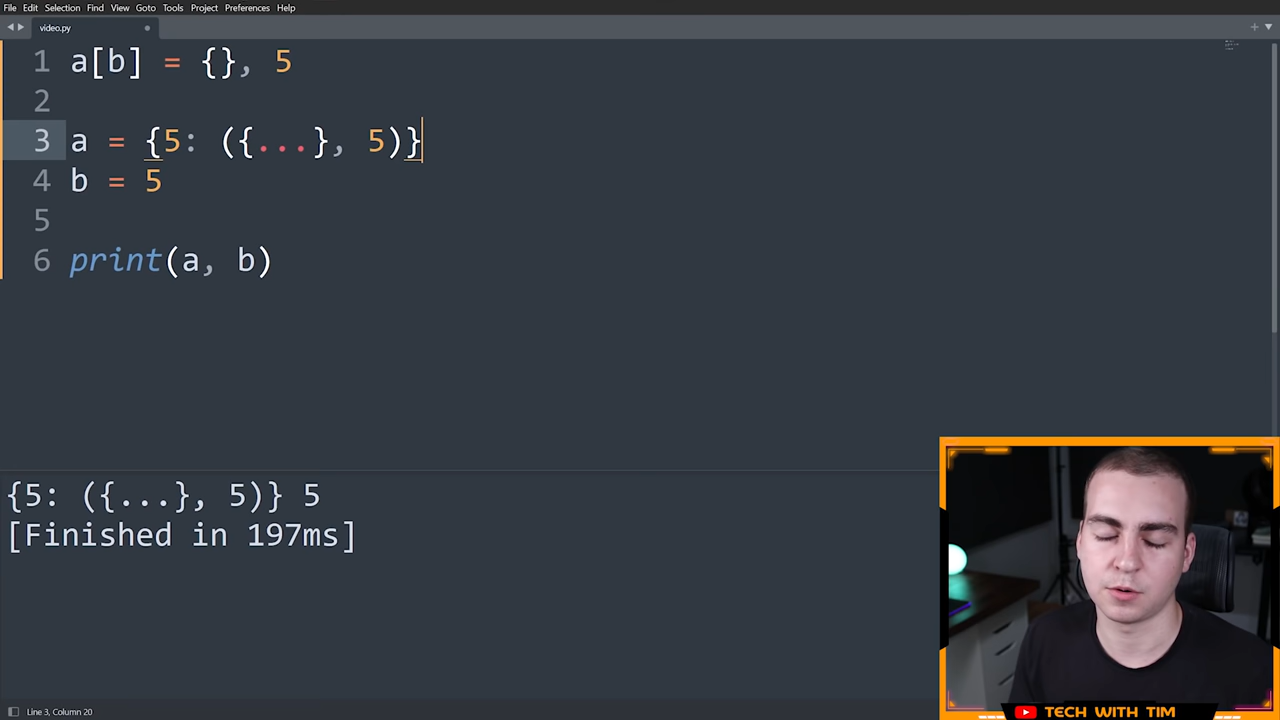 File Edit Selection Find View Goto Tools Project Preferences Help
video.py
1 a[b] = {}, 5
2
3 a = {5: ({...}, 5)}
4 b = 5
5
6 print(a, b)
{5: ({...}, 5)} 5
[Finished in 197ms]
TECH WITH TIM
Line 3, Column 20